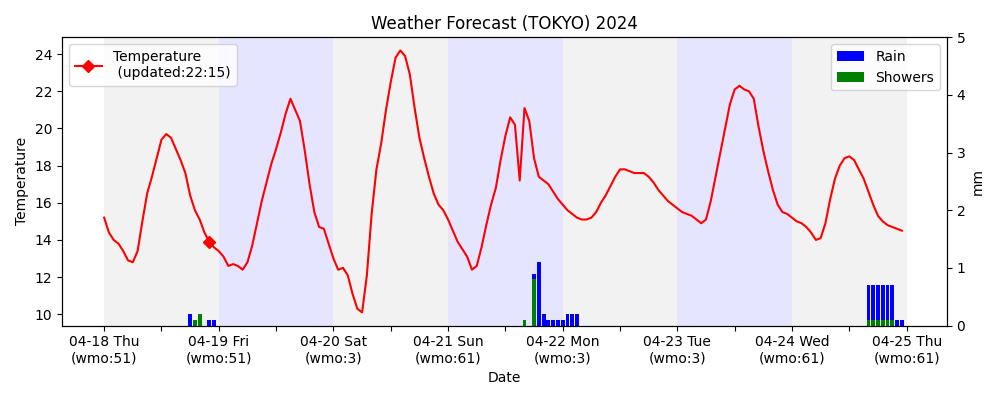 Weather Forecast (TOKYO) 2024
Temperature
(updated:22:15)
Rain
Showers
24
22
20
18
16
14
12
10
Temperature
5
4
3
2
1
0
mm
04-18 Thu
(wmo:51)
04-19 Fri
(wmo:51)
04-20 Sat
(wmo:3)
04-21 Sun
(wmo:61)
04-22 Mon
(wmo:3)
04-23 Tue
(wmo:3)
04-24 Wed
(wmo:61)
04-25 Thu
(wmo:61)
Date